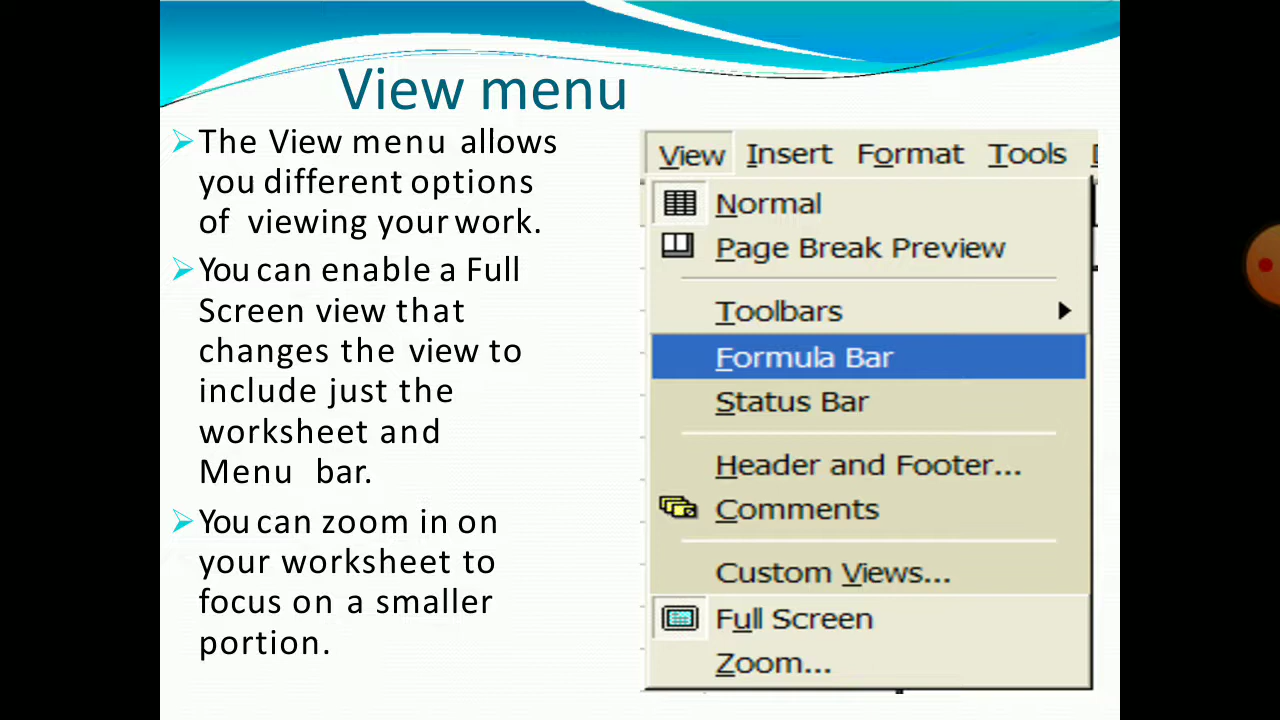 View menu
The View menu allows
you different options
of viewing your work.
You can enable a Full
Screen view that
changes the view to
include just the
worksheet and
Menu bar.
You can zoom in on
your worksheet to
focus on a smaller
portion.
View Insert Format Tools
Normal
Page Break Preview
Toolbars
Formula Bar
Status Bar
Header and Footer...
Comments
Custom Views...
Full Screen
Zoom...